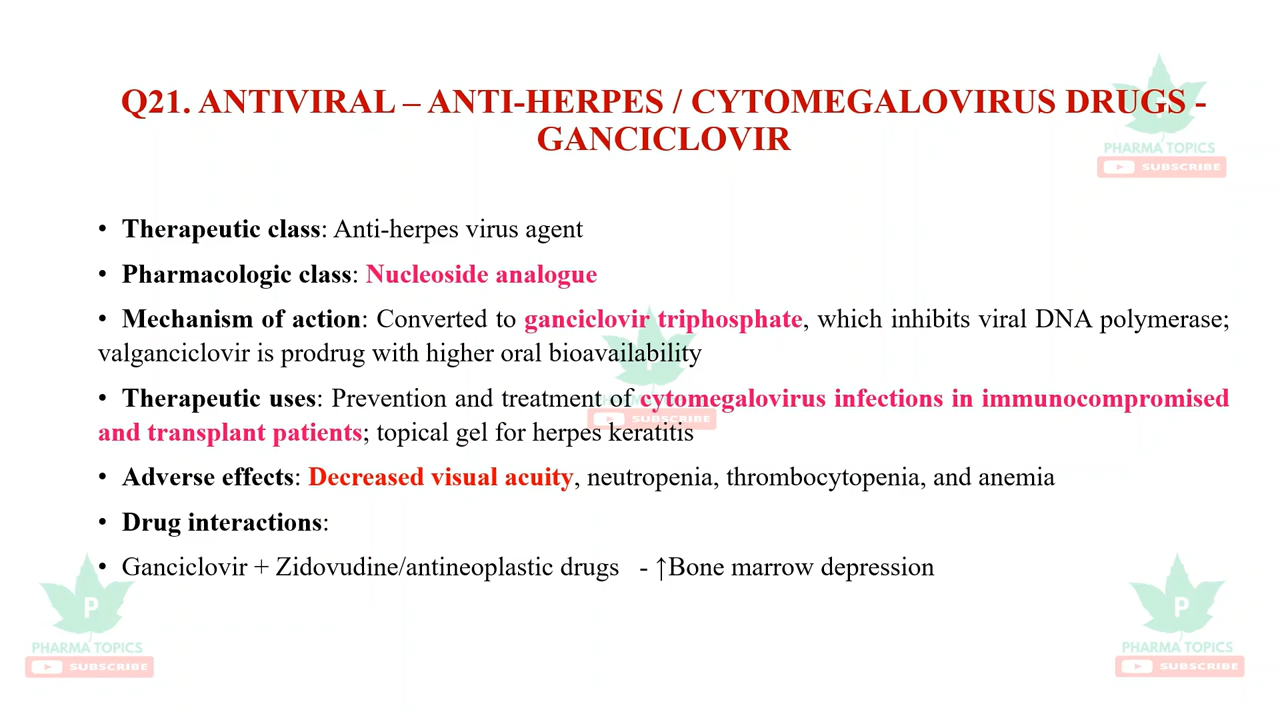 Q21. ANTIVIRAL – ANTI-HERPES / CYTOMEGALOVIRUS DRUGS -
GANCICLOVIR
PHARMA TOPICS
SUBSCRIBE
• Therapeutic class: Anti-herpes virus agent
• Pharmacologic class: Nucleoside analogue
• Mechanism of action: Converted to ganciclovir triphosphate, which inhibits viral DNA polymerase;
valganciclovir is prodrug with higher oral bioavailability
• Therapeutic uses: Prevention and treatment of cytomegalovirus infections in immunocompromised
and transplant patients; topical gel for herpes keratitis
SUBSCRIBE
• Adverse effects: Decreased visual acuity, neutropenia, thrombocytopenia, and anemia
• Drug interactions:
• Ganciclovir + Zidovudine/antineoplastic drugs - ↑Bone marrow depression
P
PHARMA TOPICS
SUBSCRIBE
P
PHARMA TOPICS
SUBSCRIBE